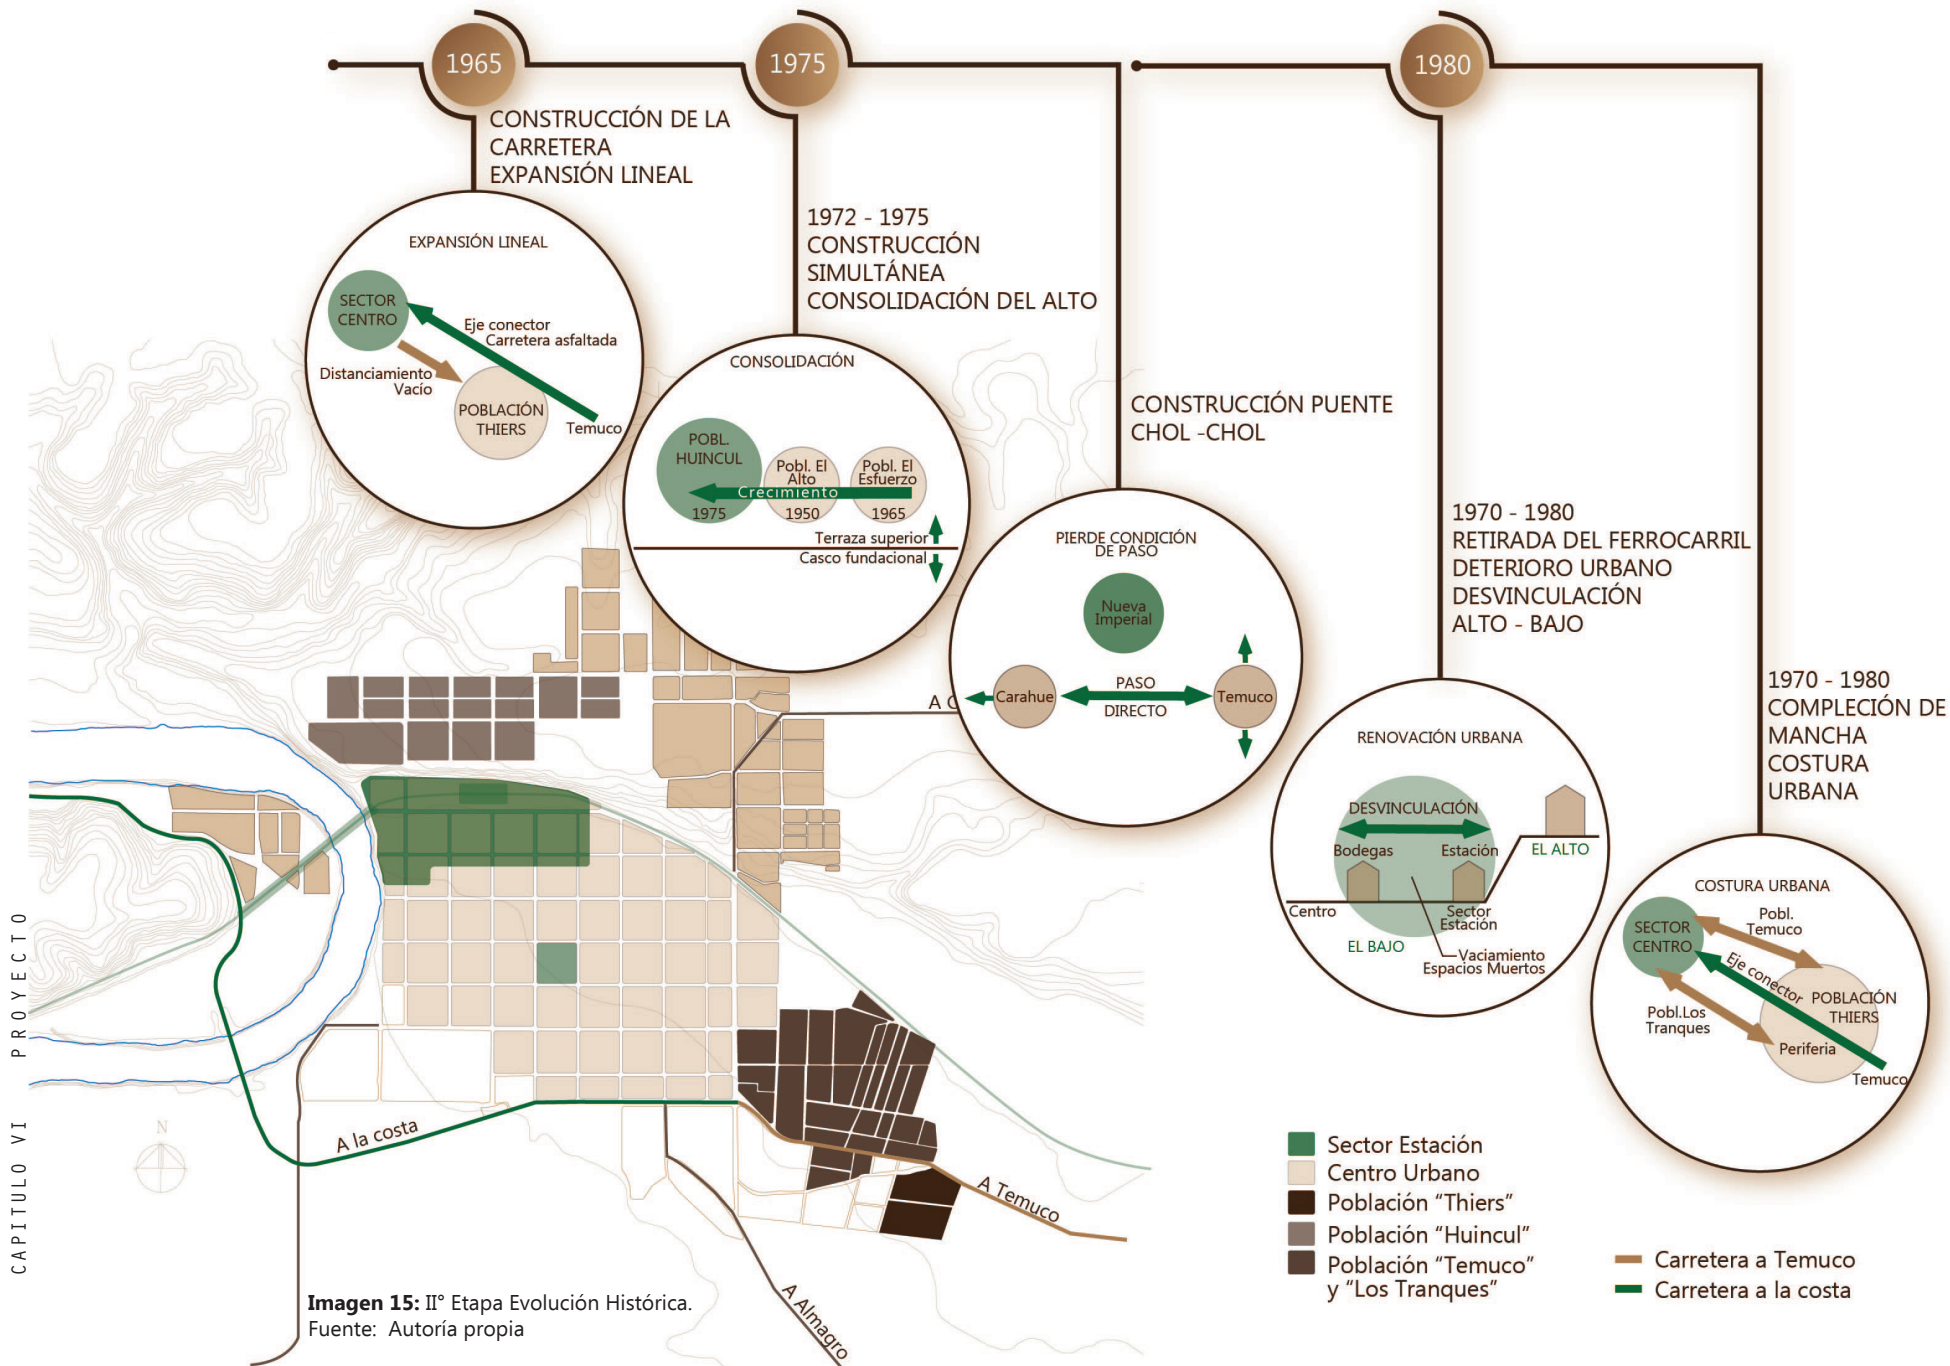 1965
1975
1980
CONSTRUCCIÓN DE LA
CARRETERA
EXPANSIÓN LINEAL
1972 - 1975
CONSTRUCCIÓN
SIMULTÁNEA
CONSOLIDACIÓN DEL ALTO
CONSTRUCCIÓN PUENTE
CHOL -CHOL
1970 - 1980
RETIRADA DEL FERROCARRIL
DETERIORO URBANO
DESVINCULACIÓN
ALTO - BAJO
1970 - 1980
COMPLECIÓN DE
MANCHA
COSTURA
URBANA
EXPANSIÓN LINEAL
SECTOR
CENTRO
Eje conector
Carretera asfaltada
Distanciamiento
Vacío
POBLACIÓN
THIERS
Temuco
CONSOLIDACIÓN
POBL.
HUINCUL
Pobl. El
Alto
Pobl. El
Esfuerzo
Crecimiento
1975
1950
1965
Terraza superior
Casco fundacional
PIERDE CONDICIÓN
DE PASO
Nueva
Imperial
Carahue
PASO
DIRECTO
Temuco
RENOVACIÓN URBANA
DESVINCULACIÓN
Bodegas
Estación
EL ALTO
Centro
Sector
Estación
EL BAJO
Vaciamiento
Espacios Muertos
COSTURA URBANA
SECTOR
CENTRO
Pobl.
Temuco
Eje conector
POBLACIÓN
THIERS
Pobl.Los
Tranques
Periferia
Temuco
A C
A la costa
A Temuco
A Almagro
N
Sector Estación
Centro Urbano
Población “Thiers”
Población “Huincul”
Población “Temuco”
y “Los Tranques”
Carretera a Temuco
Carretera a la costa
Imagen 15: II° Etapa Evolución Histórica.
Fuente: Autoría propia
CAPITULO VI PROYECTO